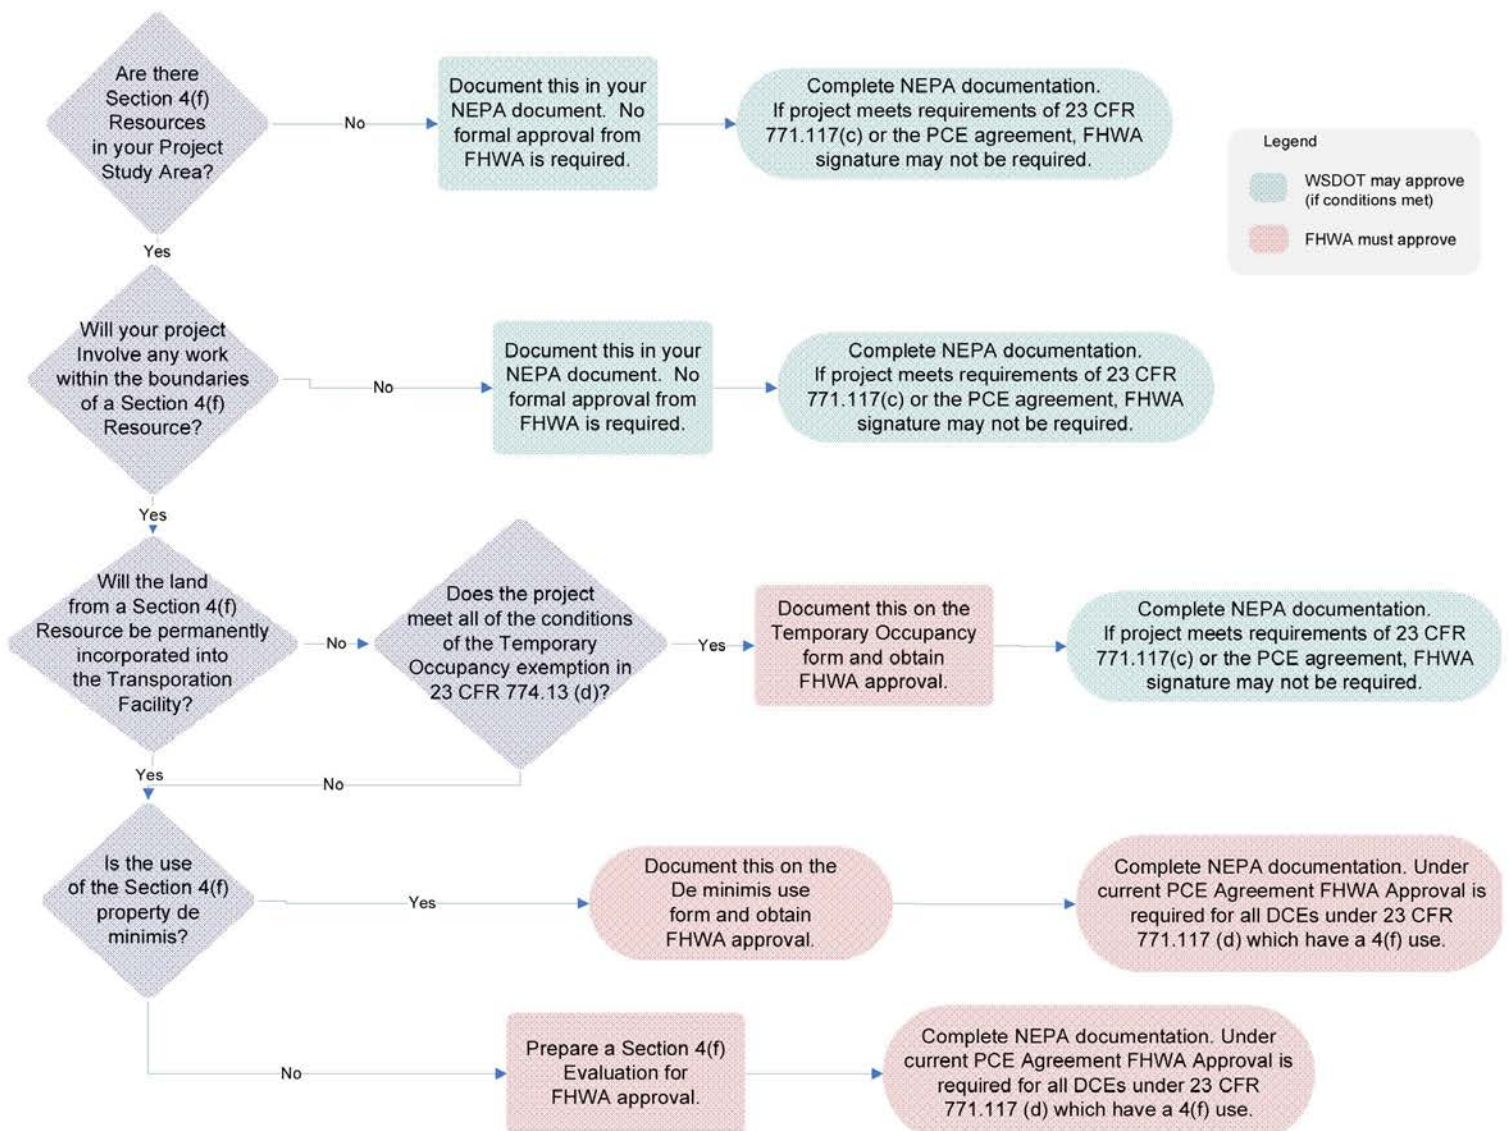 Are there
Section 4(f)
Resources
in your Project
Study Area?
No
Document this in your
NEPA document. No
formal approval from
FHWA is required.
Complete NEPA documentation.
If project meets requirements of 23 CFR
771.117(c) or the PCE agreement, FHWA
signature may not be required.
Legend
WSDOT may approve
(if conditions met)
FHWA must approve
Yes
Will your project
Involve any work
within the boundaries
of a Section 4(f)
Resource?
No
Document this in your
NEPA document. No
formal approval from
FHWA is required.
Complete NEPA documentation.
If project meets requirements of 23 CFR
771.117(c) or the PCE agreement, FHWA
signature may not be required.
Yes
Will the land
from a Section 4(f)
Resource be permanently
incorporated into
the Transporation
Facility?
No
Does the project
meet all of the conditions
of the Temporary
Occupancy exemption in
23 CFR 774.13 (d)?
Yes
Document this on the
Temporary Occupancy
form and obtain
FHWA approval.
Complete NEPA documentation.
If project meets requirements of 23 CFR
771.117(c) or the PCE agreement, FHWA
signature may not be required.
Yes
No
Is the use
of the Section 4(f)
property de
minimis?
Yes
Document this on the
De minimis use
form and obtain
FHWA approval.
Complete NEPA documentation. Under
current PCE Agreement FHWA Approval is
required for all DCEs under 23 CFR
771.117 (d) which have a 4(f) use.
No
Prepare a Section 4(f)
Evaluation for
FHWA approval.
Complete NEPA documentation. Under
current PCE Agreement FHWA Approval is
required for all DCEs under 23 CFR
771.117 (d) which have a 4(f) use.